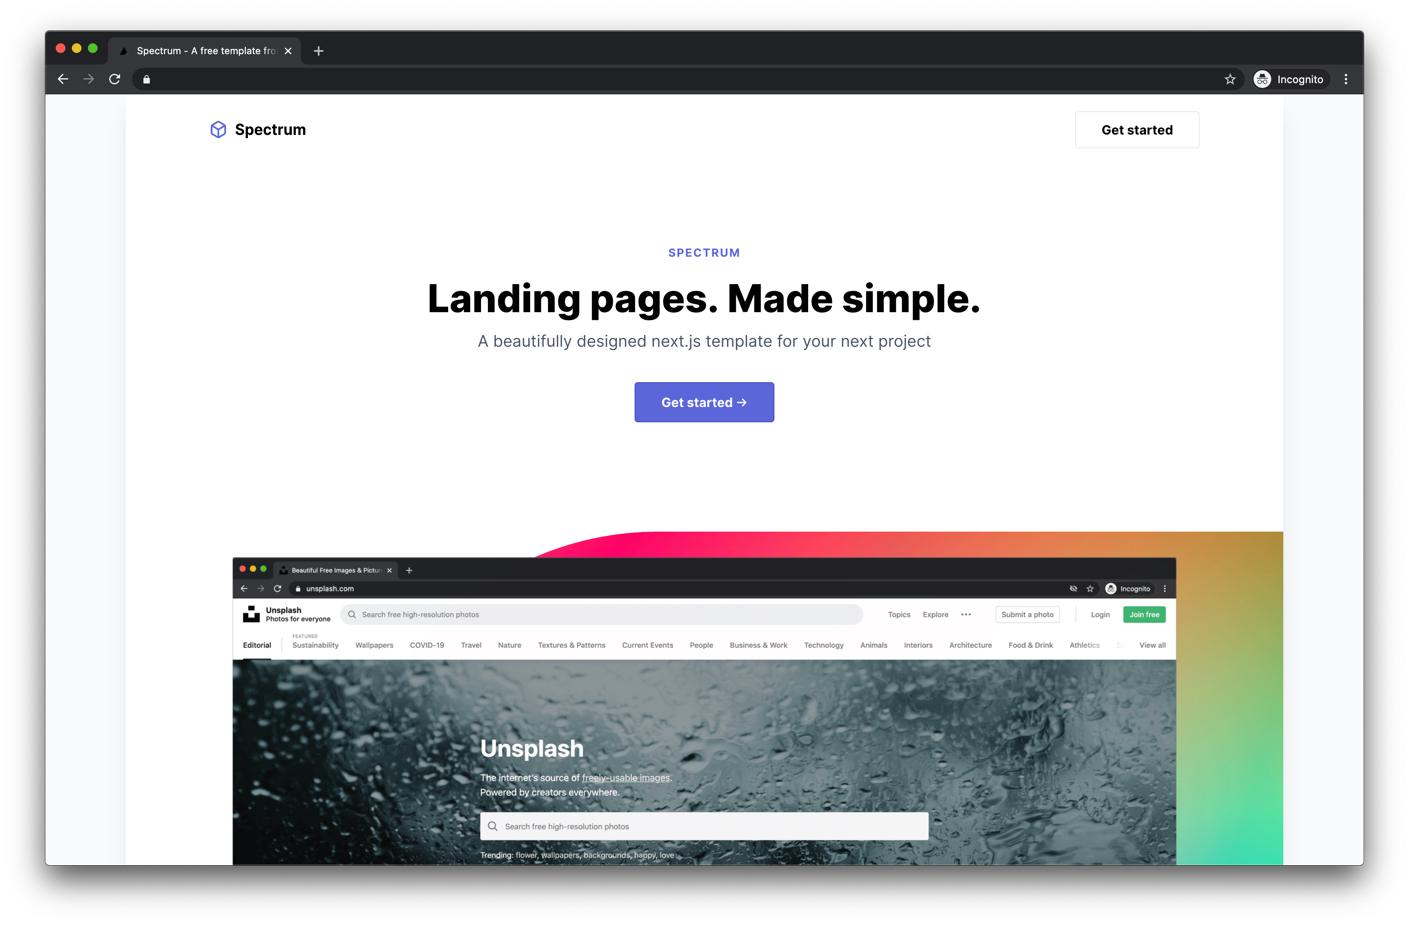 Spectrum - A free template fro
Incognito
Spectrum
Get started
SPECTRUM
Landing pages. Made simple.
A beautifully designed next.js template for your next project
Get started →
Beautiful Free Images & Pictur
unsplash.com
Incognito
Unsplash
Photos for everyone
Search free high-resolution photos
Topics Explore ••• Submit a photo Login Join free
FEATURED
Editorial Sustainability Wallpapers COVID-19 Travel Nature Textures & Patterns Current Events People Business & Work Technology Animals Interiors Architecture Food & Drink Athletics View all
Unsplash
The internet's source of freely-usable images.
Powered by creators everywhere.
Search free high-resolution photos
Trending: flower, wallpapers, backgrounds, happy, love